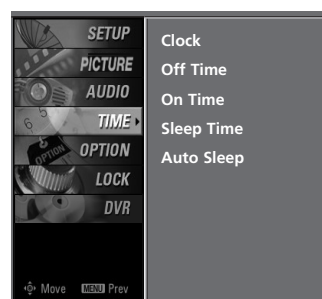 SETUP
PICTURE
AUDIO
TIME
OPTION
LOCK
DVR
Move MENU Prev
Clock
Off Time
On Time
Sleep Time
Auto Sleep